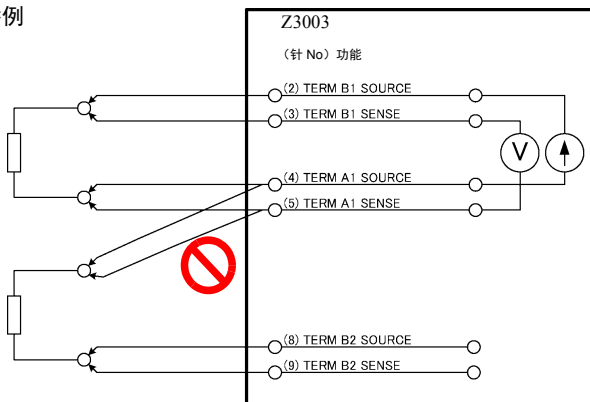 例
Z3003
（针 No）功能
(2) TERM B1 SOURCE
(3) TERM B1 SENSE
V
(4) TERM A1 SOURCE
(5) TERM A1 SENSE
(8) TERM B2 SOURCE
(9) TERM B2 SENSE